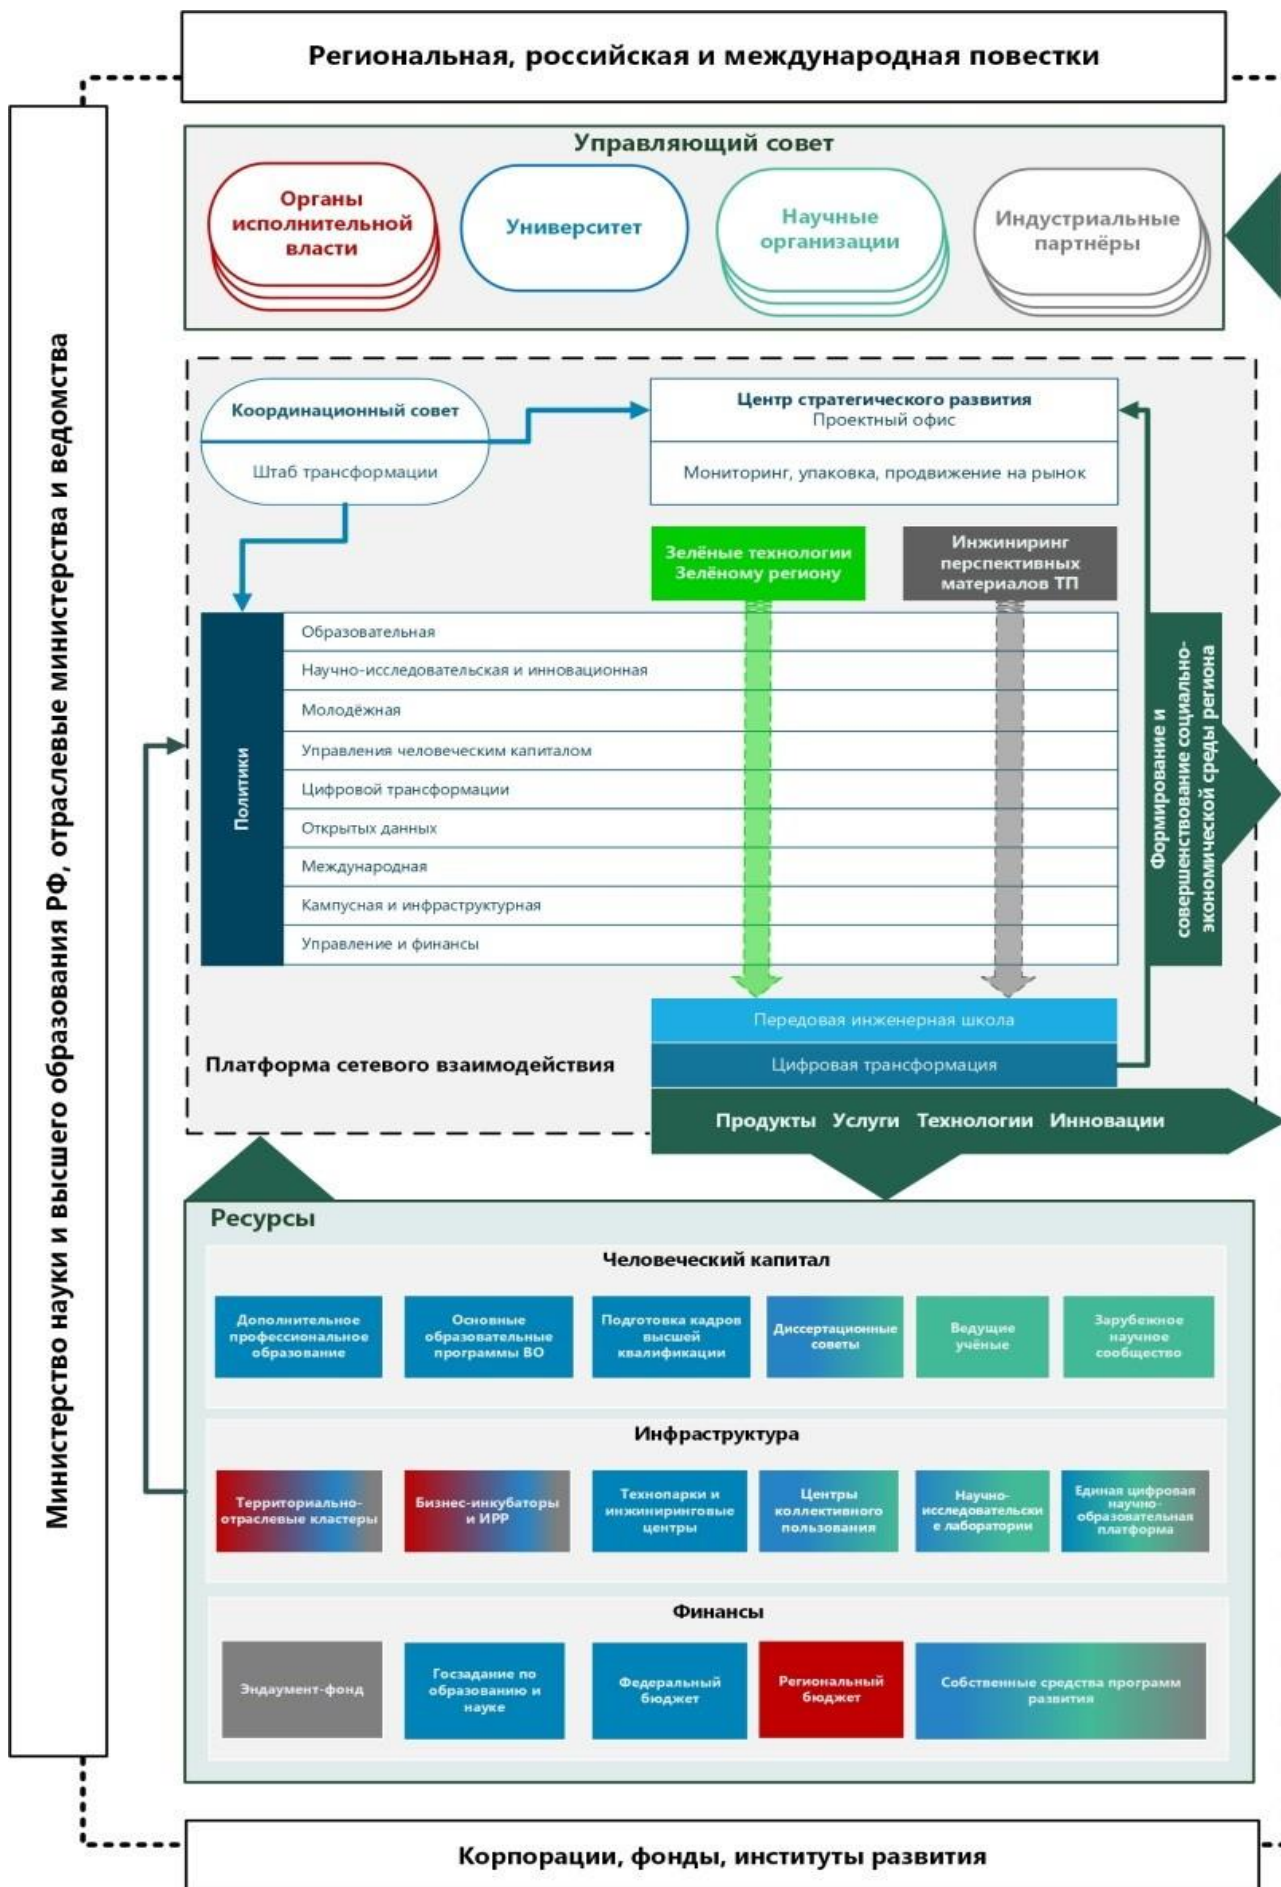 Региональная, российская и международная повестки
Министерство науки и высшего образования РФ, отраслевые министерства и ведомства
Управляющий совет
Органы
исполнительной
власти
Университет
Научные
организации
Индустриальные
партнёры
Координационный совет
Штаб трансформации
Центр стратегического развития
Проектный офис
Мониторинг, упаковка, продвижение на рынок
Зелёные технологии
Зелёному региону
Инжиниринг
перспективных
материалов ТП
Политики
Образовательная
Научно-исследовательская и инновационная
Молодёжная
Управления человеческим капиталом
Цифровой трансформации
Открытых данных
Международная
Кампусная и инфраструктурная
Управление и финансы
Формирование и
совершенствование социально-
экономической среды региона
Передовая инженерная школа
Цифровая трансформация
Платформа сетевого взаимодействия
Продукты Услуги Технологии Инновации
Ресурсы
Человеческий капитал
Дополнительное
профессиональное
образование
Основные
образовательные
программы ВО
Подготовка кадров
высшей
квалификации
Диссертационные
советы
Ведущие
учёные
Зарубежное
научное
сообщество
Инфраструктура
Территориально-
отраслевые кластеры
Бизнес-инкубаторы
и ИРР
Технопарки и
инжиниринговые
центры
Центры
коллективного
пользования
Научно-
исследовательски
е лаборатории
Единая цифровая
научно-
образовательная
платформа
Финансы
Эндаумент-фонд
Госзадание по
образованию и
науке
Федеральный
бюджет
Региональный
бюджет
Собственные средства программ
развития
Корпорации, фонды, институты развития